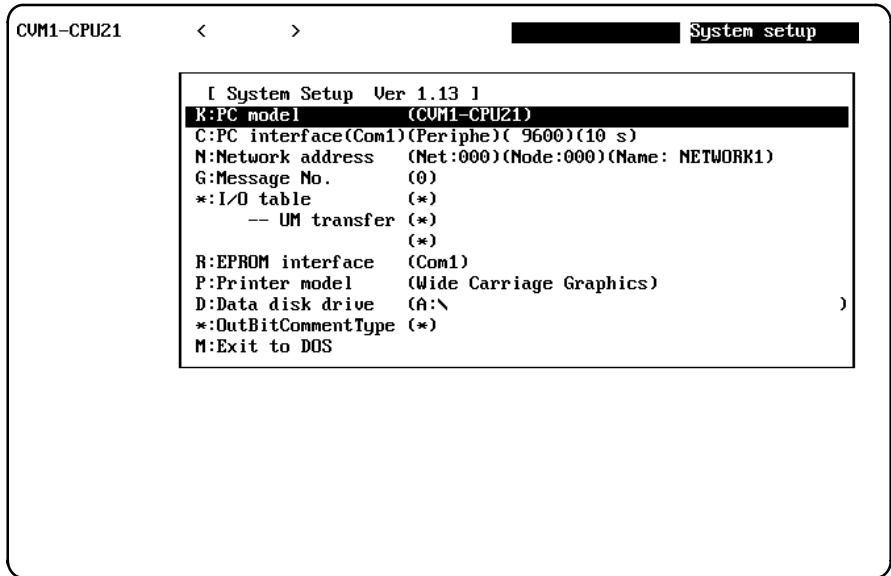 CVM1-CPU21 < > System setup
[ System Setup Ver 1.13 ]
K:PC model (CVM1-CPU21)
C:PC interface(Com1)(Periphe)( 9600)(10 s)
N:Network address (Net:000)(Node:000)(Name: NETWORK1)
G:Message No. (0)
*:I/O table (*)
-- UM transfer (*)
(*)
R:EPROM interface (Com1)
P:Printer model (Wide Carriage Graphics)
D:Data disk drive (A:\ )
*:OutBitCommentType (*)
M:Exit to DOS